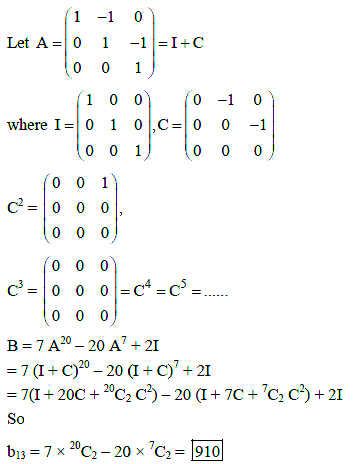 Let A = (1 −1 0; 0 1 −1; 0 0 1) = I + C
where I = (1 0 0; 0 1 0; 0 0 1), C = (0 −1 0; 0 0 −1; 0 0 0)
C² = (0 0 1; 0 0 0; 0 0 0),
C³ = (0 0 0; 0 0 0; 0 0 0) = C⁴ = C⁵ = ......
B = 7 A²⁰ − 20 A⁷ + 2I
= 7 (I + C)²⁰ − 20 (I + C)⁷ + 2I
= 7(I + 20C + ²⁰C₂ C²) − 20 (I + 7C + ⁷C₂ C²) + 2I
So
b₁₃ = 7 × ²⁰C₂ − 20 × ⁷C₂ = 910